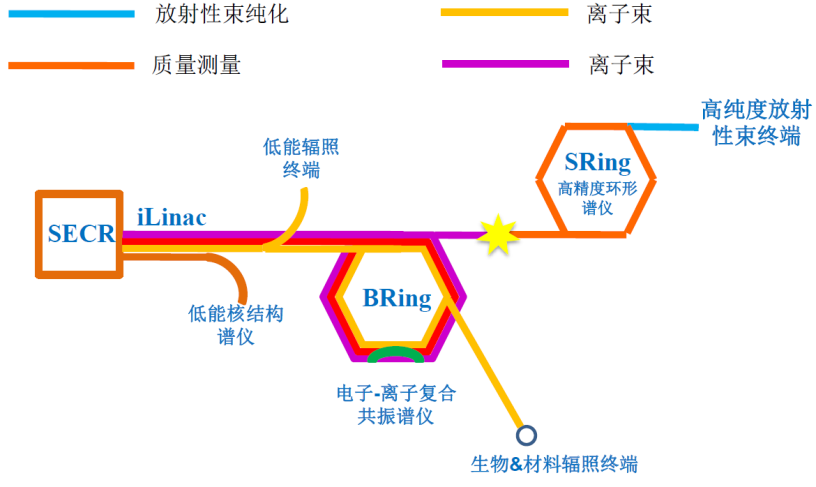 放射性束纯化
离子束
质量测量
离子束
高纯度放射
性束终端
低能辐照
终端
SRing
高精度环形
谱仪
iLinac
SECR
BRing
低能核结构
谱仪
电子-离子复合
共振谱仪
生物&材料辐照终端